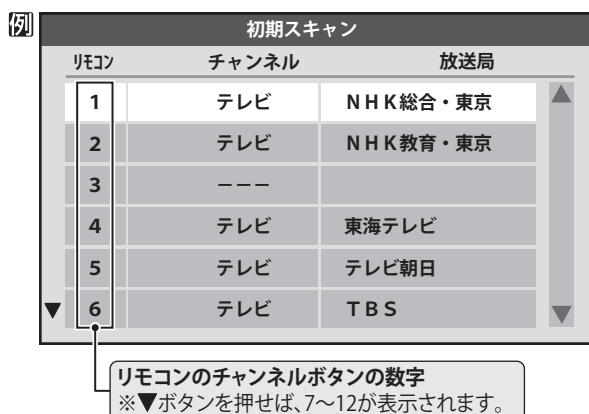 例
初期スキャン
リモコン チャンネル 放送局
1 テレビ NHK総合・東京
2 テレビ NHK教育・東京
3 −−−
4 テレビ 東海テレビ
5 テレビ テレビ朝日
▼ 6 テレビ TBS
リモコンのチャンネルボタンの数字
※▼ボタンを押せば、7〜12が表示されます。